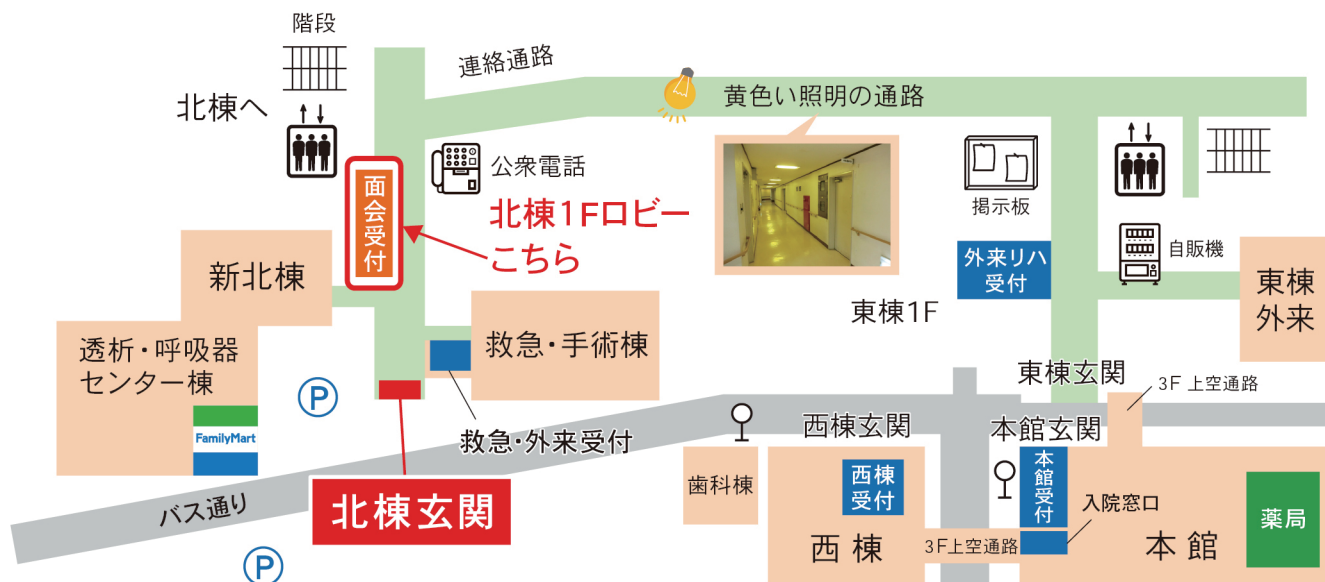 階段
連絡通路
北棟へ
黄色い照明の通路
公衆電話
面会受付
北棟1Fロビー
こちら
掲示板
自販機
外来リハ
受付
新北棟
東棟1F
東棟
外来
透析・呼吸器
センター棟
救急・手術棟
P
FamilyMart
救急・外来受付
東棟玄関
3F 上空通路
西棟玄関
本館玄関
バス通り
北棟玄関
歯科棟
西棟
受付
本館受付
入院窓口
薬局
西棟
3F上空通路
本館
P